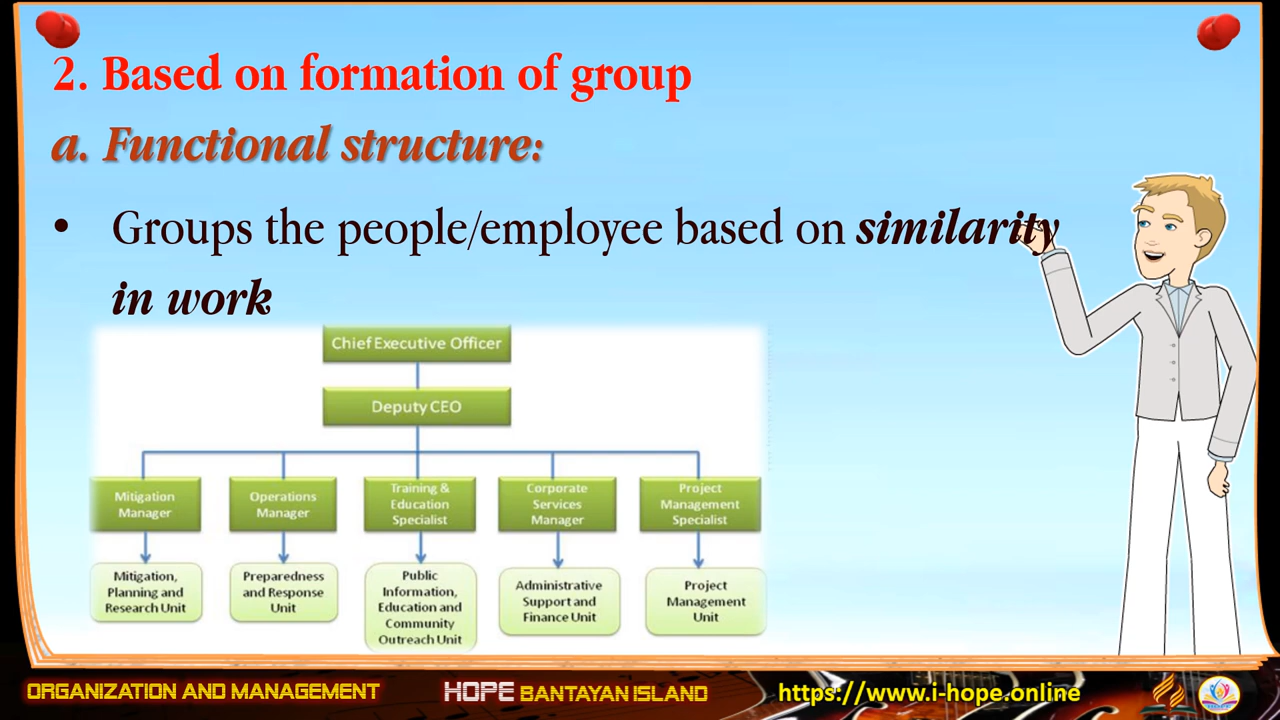 2. Based on formation of group
a. Functional structure:
• Groups the people/employee based on similarity
in work
Chief Executive Officer
Deputy CEO
Mitigation
Manager
Operations
Manager
Training &
Education
Specialist
Corporate
Services
Manager
Project
Management
Specialist
Mitigation,
Planning and
Research Unit
Preparedness
and Response
Unit
Public
Information,
Education and
Community
Outreach Unit
Administrative
Support and
Finance Unit
Project
Management
Unit
ORGANIZATION AND MANAGEMENT
HOPE BANTAYAN ISLAND
https://www.i-hope.online